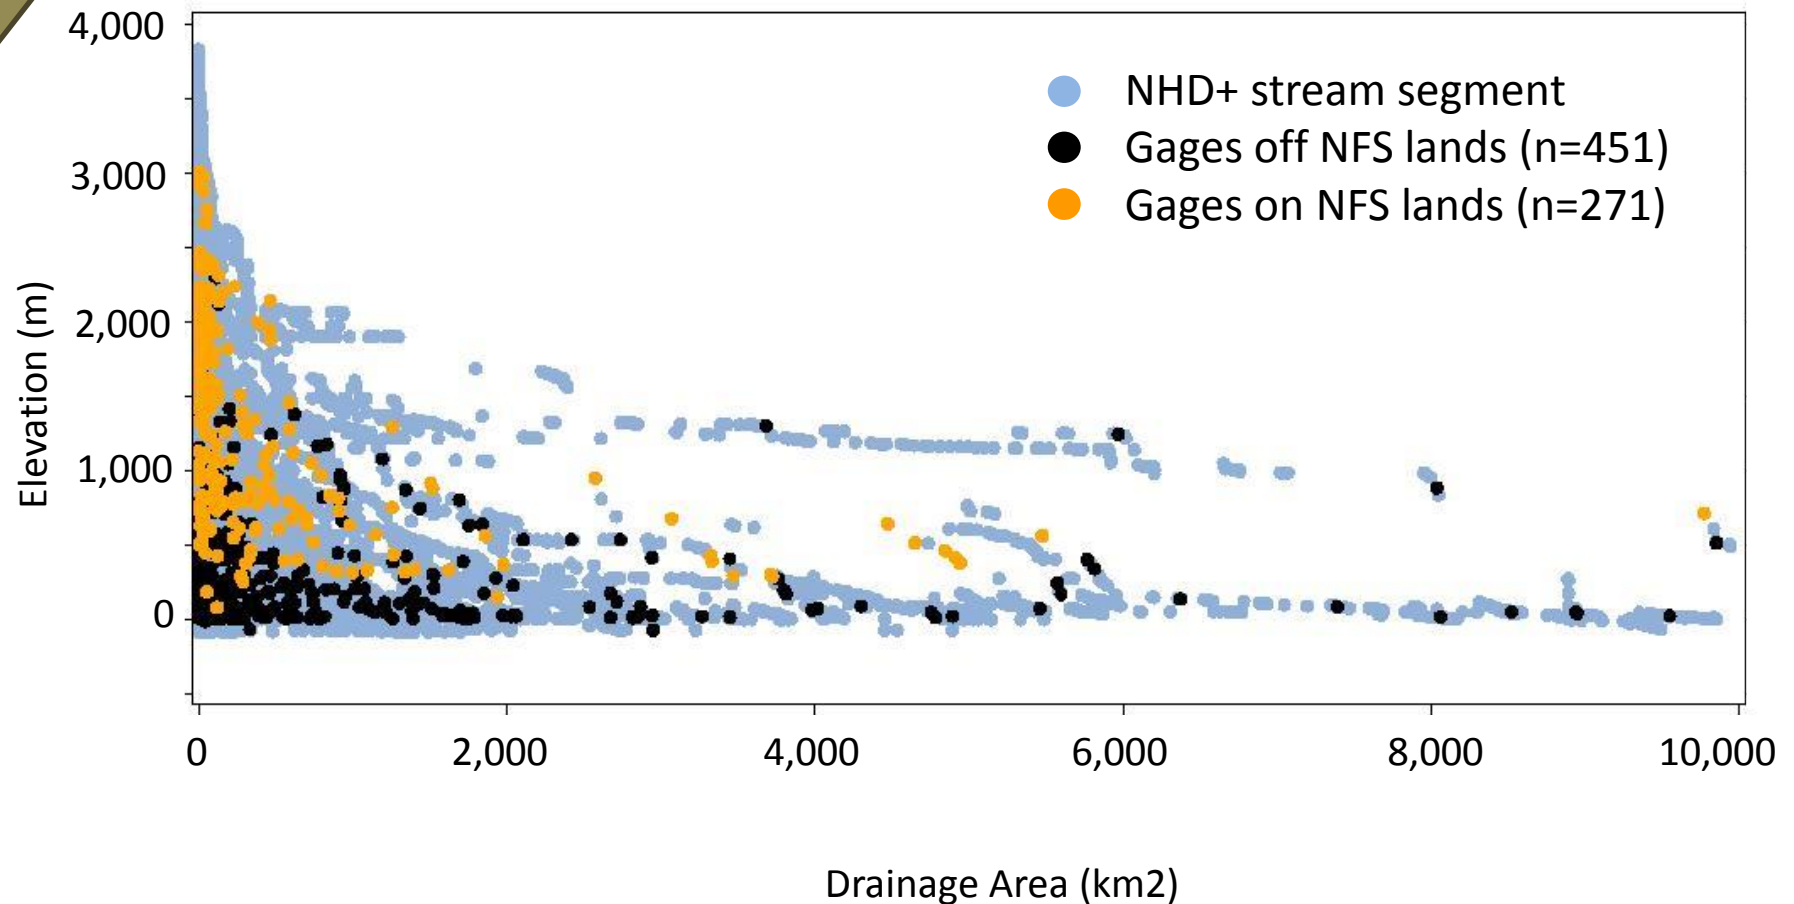 4,000
3,000
2,000
1,000
0
Elevation (m)
NHD+ stream segment
Gages off NFS lands (n=451)
Gages on NFS lands (n=271)
0 2,000 4,000 6,000 8,000 10,000
Drainage Area (km2)